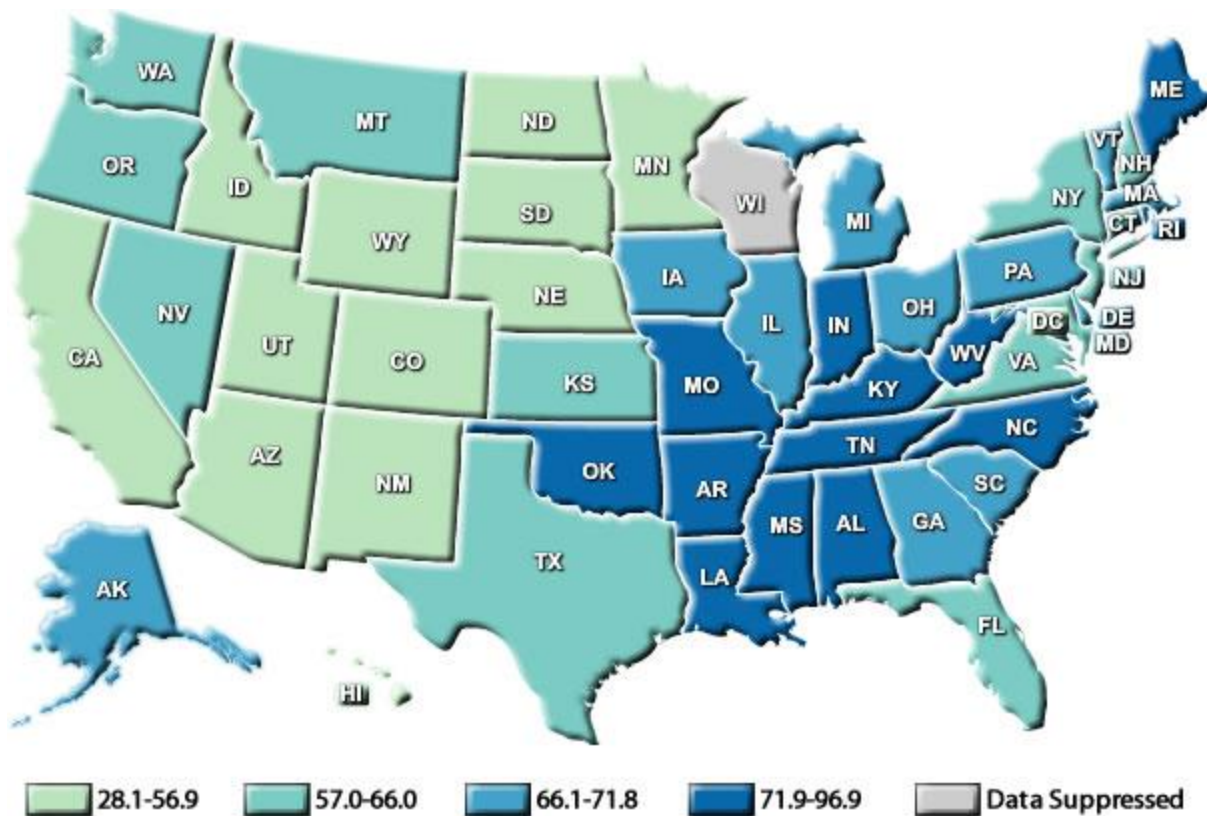 WA
MT
ND
MN
OR
ID
SD
WY
WI
MI
ME
VT
NH
NY
MA
CT
RI
NV
UT
NE
IA
PA
NJ
CA
CO
KS
IL
IN
OH
DE
MD
DC
WV
VA
MO
KY
AZ
NM
OK
AR
TN
NC
SC
MS
AL
GA
LA
TX
FL
AK
HI
28.1-56.9
57.0-66.0
66.1-71.8
71.9-96.9
Data Suppressed